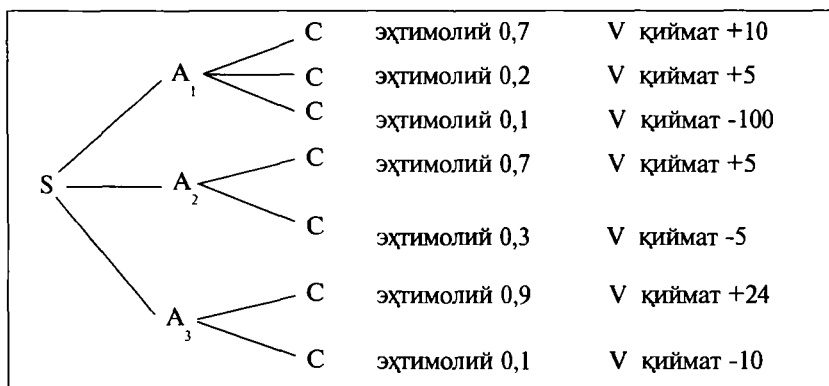 C эҳтимолий 0,7 V қиймат +10
A₁ C эҳтимолий 0,2 V қиймат +5
C эҳтимолий 0,1 V қиймат -100
C эҳтимолий 0,7 V қиймат +5
S A₂
C эҳтимолий 0,3 V қиймат -5
C эҳтимолий 0,9 V қиймат +24
A₃
C эҳтимолий 0,1 V қиймат -10